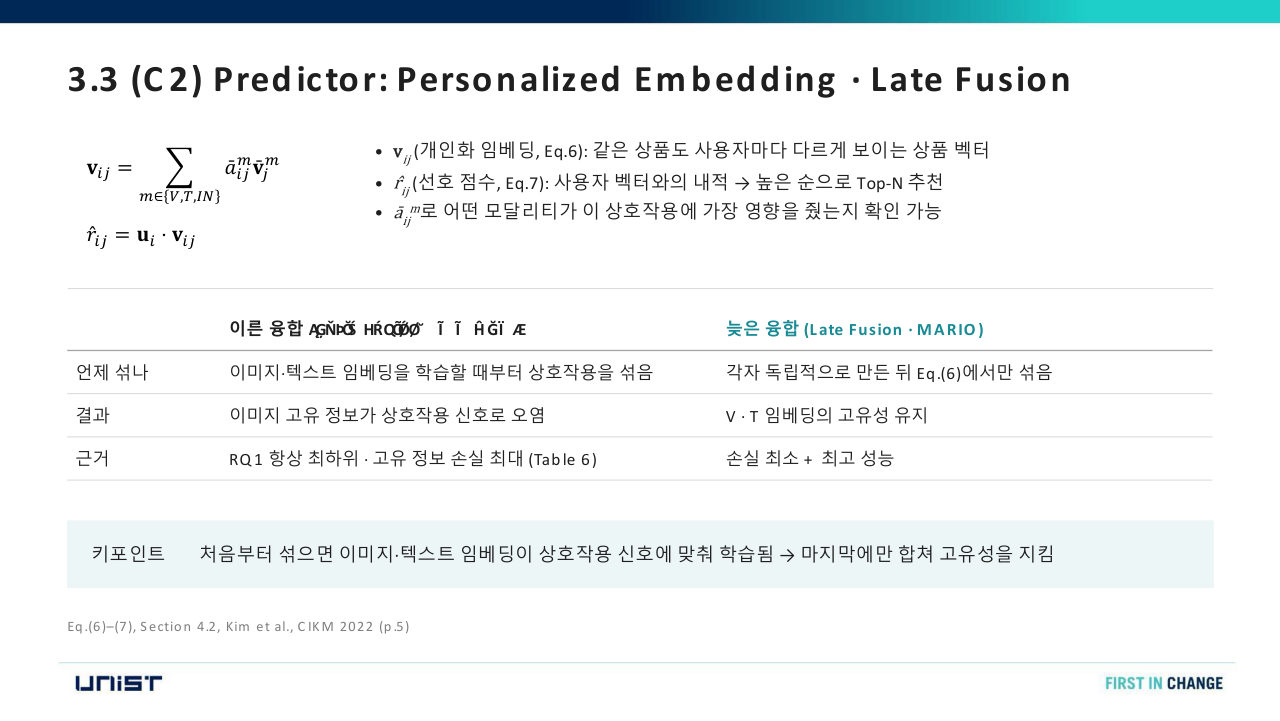 3.3 (C2) Predictor: Personalized Embedding · Late Fusion
𝐯ᵢⱼ = ∑_{m∈{V,T,IN}} ā_{ij}^m 𝐯̄_j^m
r̂ᵢⱼ = 𝐮ᵢ · 𝐯ᵢⱼ
• 𝐯ᵢⱼ(개인화 임베딩, Eq.6): 같은 상품도 사용자마다 다르게 보이는 상품 벡터
• r̂ᵢⱼ(선호 점수, Eq.7): 사용자 벡터와의 내적 → 높은 순으로 Top-N 추천
• ā_{ij}^m로 어떤 모달리티가 이 상호작용에 가장 영향을 줬는지 확인 가능
이른 융합 늦은 융합 (Late Fusion · MARIO)
언제 섞나 이미지·텍스트 임베딩을 학습할 때부터 상호작용을 섞음 각자 독립적으로 만든 뒤 Eq.(6)에서만 섞음
결과 이미지 고유 정보가 상호작용 신호로 오염 V · T 임베딩의 고유성 유지
근거 RQ1 항상 최하위 · 고유 정보 손실 최대 (Table 6) 손실 최소 + 최고 성능
키포인트 처음부터 섞으면 이미지·텍스트 임베딩이 상호작용 신호에 맞춰 학습됨 → 마지막에만 합쳐 고유성을 지킴
Eq.(6)–(7), Section 4.2, Kim et al., CIKM 2022 (p.5)
UNIST
FIRST IN CHANGE